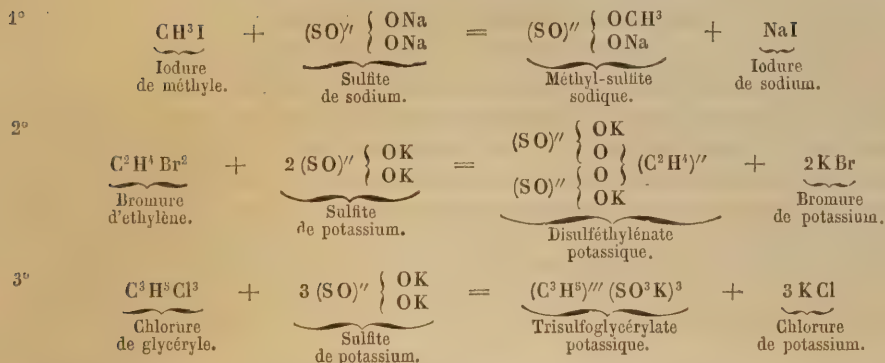 1° CH³I + (SO)″ { ONa ONa = (SO)″ { OCH³ ONa + NaI
Iodure de méthyle. Sulfite de sodium. Méthyl-sulfite sodique. Iodure de sodium.
2° C²H⁴Br² + 2 (SO)″ { OK OK = (SO)″ (SO)″ { OK O O OK } (C²H⁴)″ + 2 K Br
Bromure d'ethylène. Sulfite de potassium. Disulféthylénate potassique. Bromure de potassium.
3° C³H⁵Cl³ + 3 (SO)″ { OK OK = (C³H⁵)‴ (SO³K)³ + 3 KCl
Chlorure de glycéryle. Sulfite de potassium. Trisulfoglycérylate potassique. Chlorure de potassium.